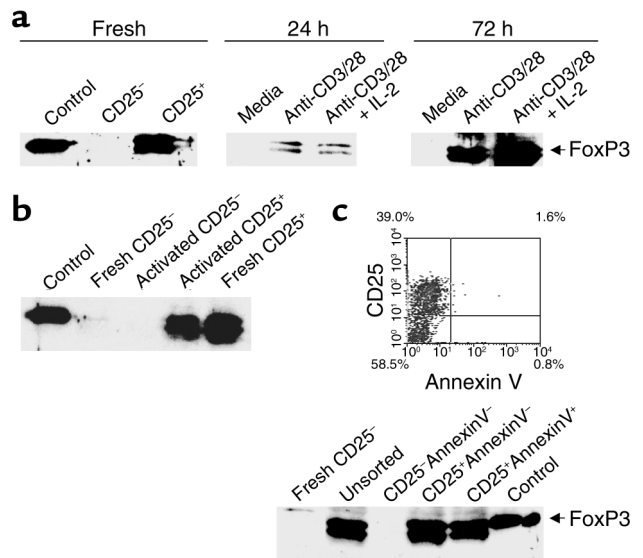 a
Fresh
24 h
72 h
Control
CD25⁻
CD25⁺
Media
Anti-CD3/28
Anti-CD3/28
+ IL-2
Media
Anti-CD3/28
Anti-CD3/28
+ IL-2
FoxP3
b
Control
Fresh CD25⁻
Activated CD25⁻
Activated CD25⁺
Fresh CD25⁺
c
39.0%
1.6%
CD25
10⁴
10³
10²
10¹
10⁰
10⁰
10¹
10²
10³
10⁴
58.5%
0.8%
Annexin V
Fresh CD25⁻
Unsorted
CD25⁻AnnexinV⁻
CD25⁺AnnexinV⁻
CD25⁺AnnexinV⁺
Control
FoxP3